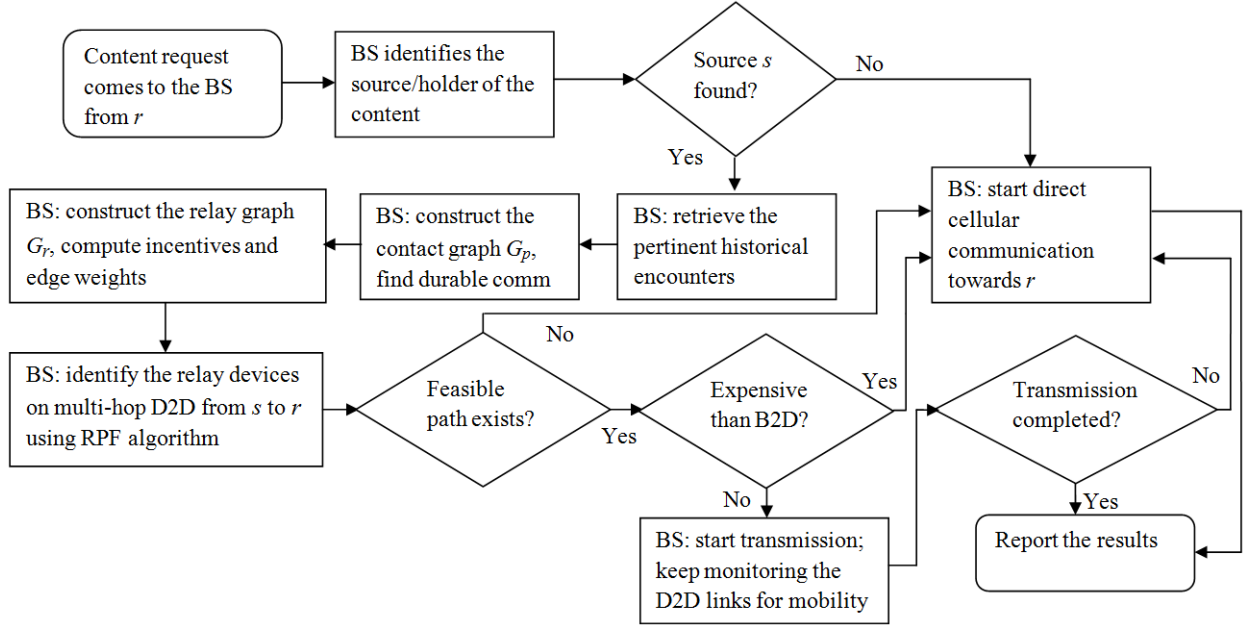 Content request
comes to the BS
from r
BS identifies the
source/holder of the
content
Source s
found?
No
Yes
BS: retrieve the
pertinent historical
encounters
BS: construct the
contact graph Gₚ,
find durable comm
BS: construct the relay graph
Gᵣ, compute incentives and
edge weights
BS: start direct
cellular
communication
towards r
BS: identify the relay devices
on multi-hop D2D from s to r
using RPF algorithm
Feasible
path exists?
No
Yes
Expensive
than B2D?
Yes
No
BS: start transmission;
keep monitoring the
D2D links for mobility
Transmission
completed?
No
Yes
Report the results